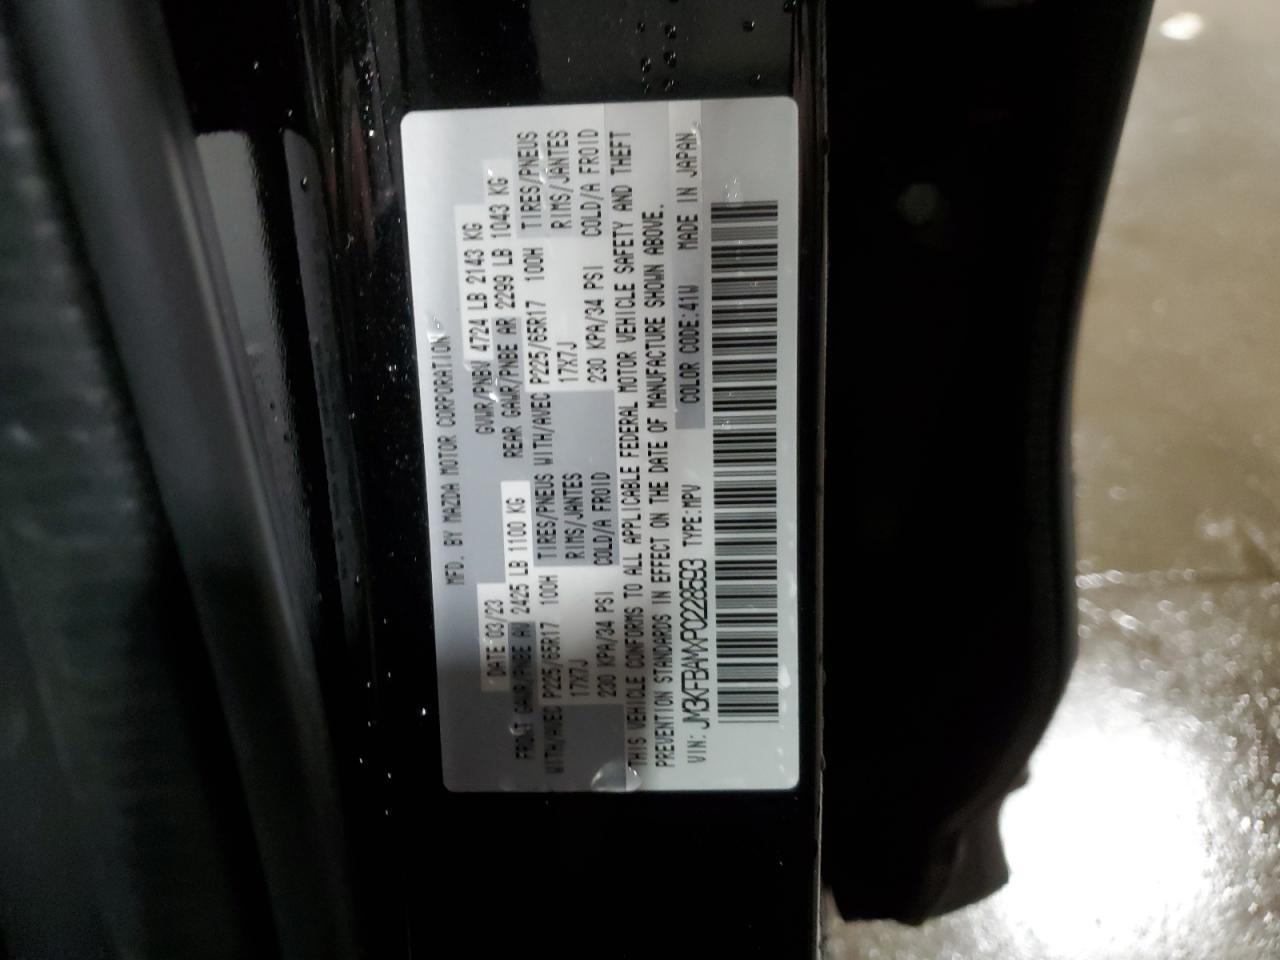 MFD. BY MAZDA MOTOR CORPORATION
DATE:03/23 GVWR/PNBV 4724 LB 2143 KG
FRONT GAWR/PNBE AV 2425 LB 1100 KG REAR GAWR/PNBE AR 2299 LB 1043 KG
WITH/AVEC P225/65R17 100H TIRES/PNEUS WITH/AVEC P225/65R17 100H TIRES/PNEUS
17X7J RIMS/JANTES 17X7J RIMS/JANTES
230 KPA/34 PSI COLD/A FROID 230 KPA/34 PSI COLD/A FROID
THIS VEHICLE CONFORMS TO ALL APPLICABLE FEDERAL MOTOR VEHICLE SAFETY AND THEFT
PREVENTION STANDARDS IN EFFECT ON THE DATE OF MANUFACTURE SHOWN ABOVE.
VIN: JM3KFBAMXP0228593 TYPE:MPV COLOR CODE:41W MADE IN JAPAN